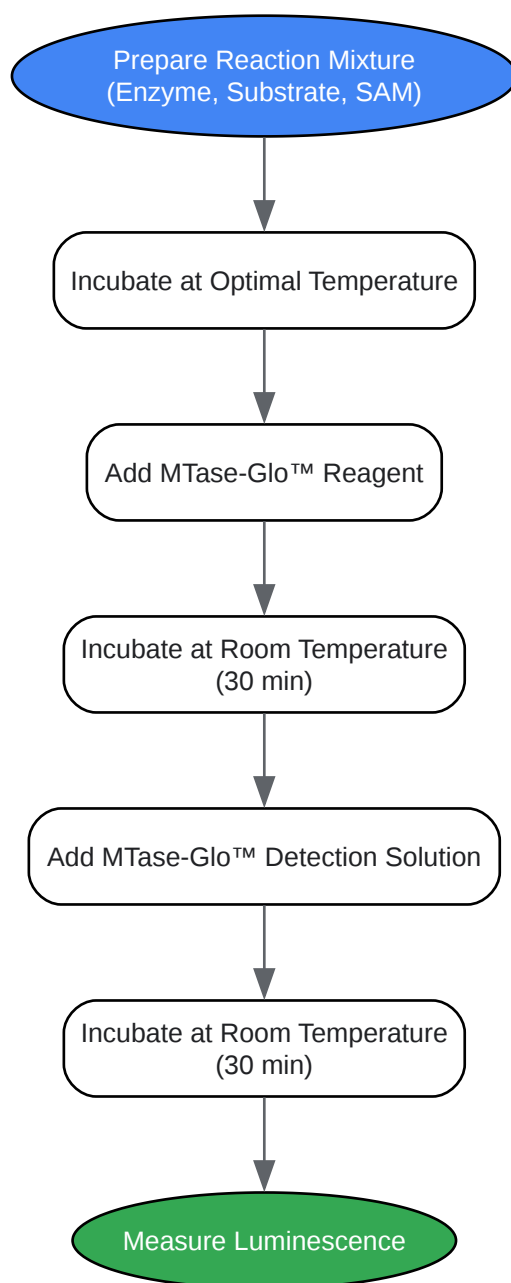 Prepare Reaction Mixture
(Enzyme, Substrate, SAM)
Incubate at Optimal Temperature
Add MTase-Glo™ Reagent
Incubate at Room Temperature
(30 min)
Add MTase-Glo™ Detection Solution
Incubate at Room Temperature
(30 min)
Measure Luminescence